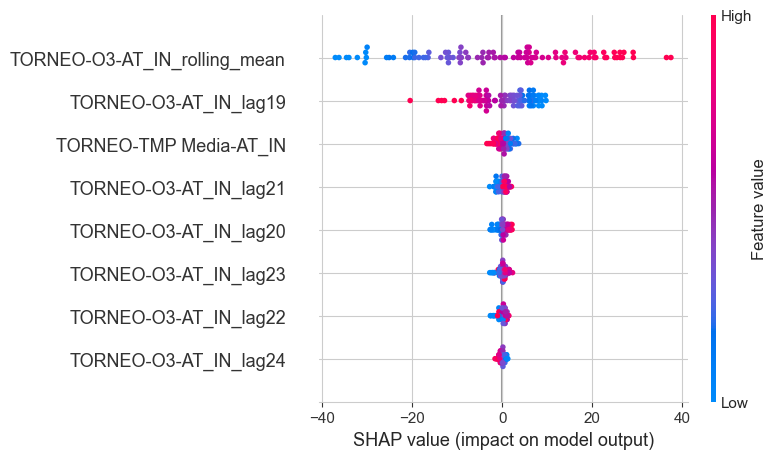 High
TORNEO-O3-AT_IN_rolling_mean
TORNEO-O3-AT_IN_lag19
TORNEO-TMP Media-AT_IN
TORNEO-O3-AT_IN_lag21
TORNEO-O3-AT_IN_lag20
TORNEO-O3-AT_IN_lag23
TORNEO-O3-AT_IN_lag22
TORNEO-O3-AT_IN_lag24
Feature value
Low
−40 −20 0 20 40
SHAP value (impact on model output)